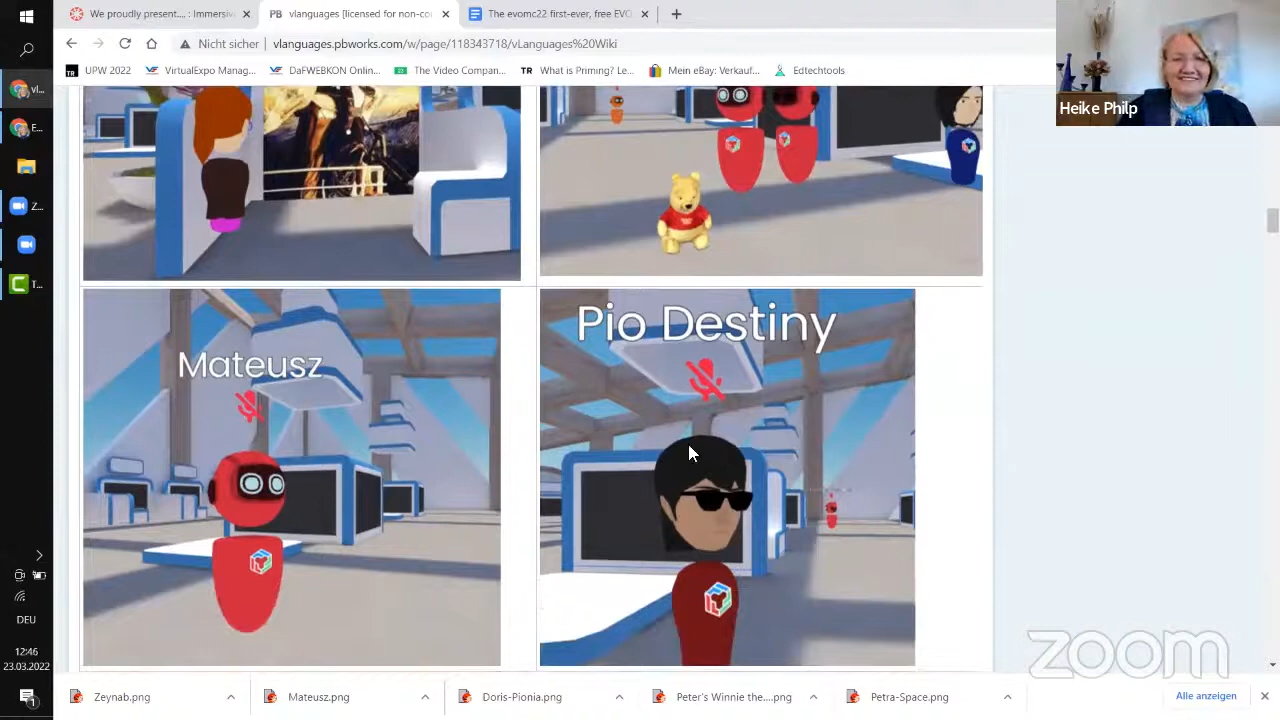 We proudly present.... : Immersiv
PB vlanguages [licensed for non-co
The evomc22 first-ever, free EVO
Nicht sicher
vlanguages.pbworks.com/w/page/118343718/vLanguages%20Wiki
TR UPW 2022
VirtualExpo Manag...
DaFWEBKON Onlin...
The Video Compan...
TR What is Priming? Le...
Mein eBay: Verkauf...
Edtechtools
Heike Philp
vl...
E...
Z...
T...
Mateusz
Pio Destiny
DEU
12:46
23.03.2022
1
zoom
Zeynab.png
Mateusz.png
Doris-Pionia.png
Peter's Winnie the....png
Petra-Space.png
Alle anzeigen